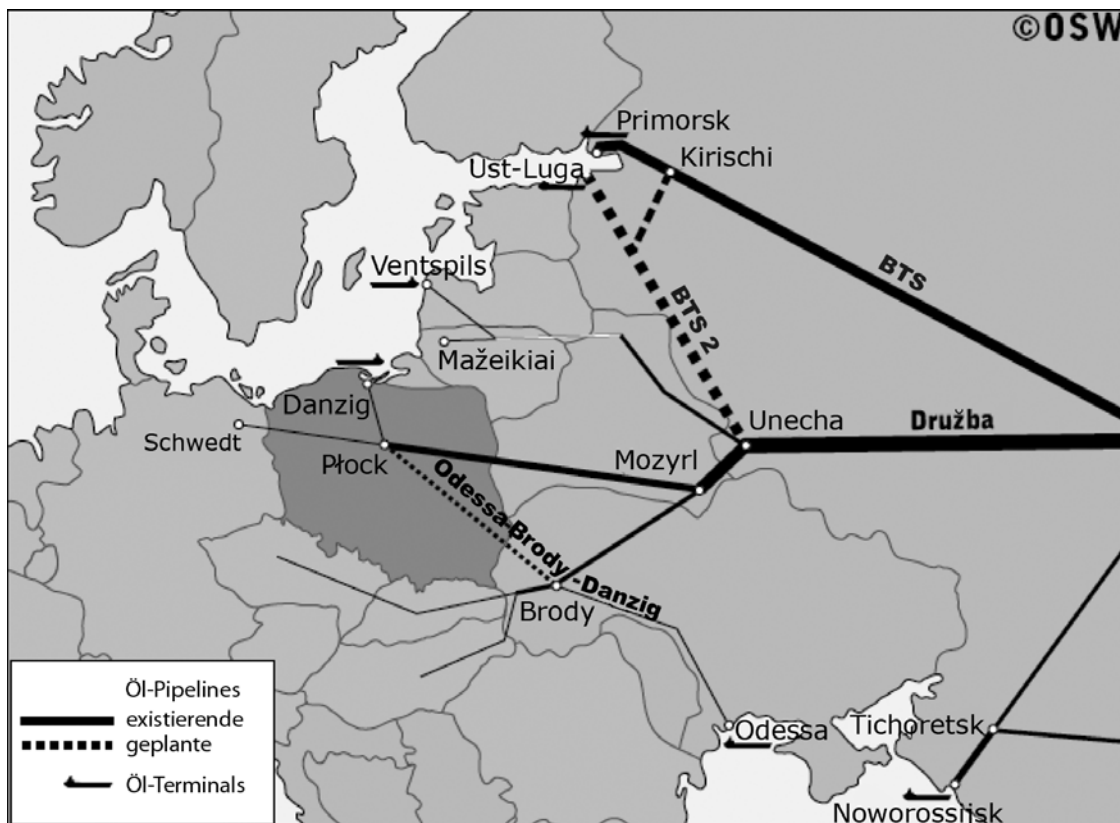 ©OSW
Primorsk
Kirischi
Ust-Luga
BTS
Ventspils
BTS 2
Mažeikiai
Danzig
Unecha
Družba
Schwedt
Płock
Mozyrl
Odessa-Brody-Danzig
Brody
Odessa
Tichoretsk
Noworossijsk
Öl-Pipelines
existierende
geplante
Öl-Terminals